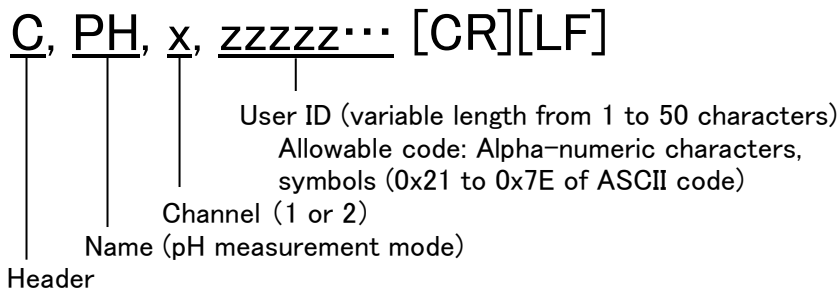 C, PH, x, zzzzz··· [CR][LF]
User ID (variable length from 1 to 50 characters)
Allowable code: Alpha-numeric characters,
symbols (0x21 to 0x7E of ASCII code)
Channel (1 or 2)
Name (pH measurement mode)
Header